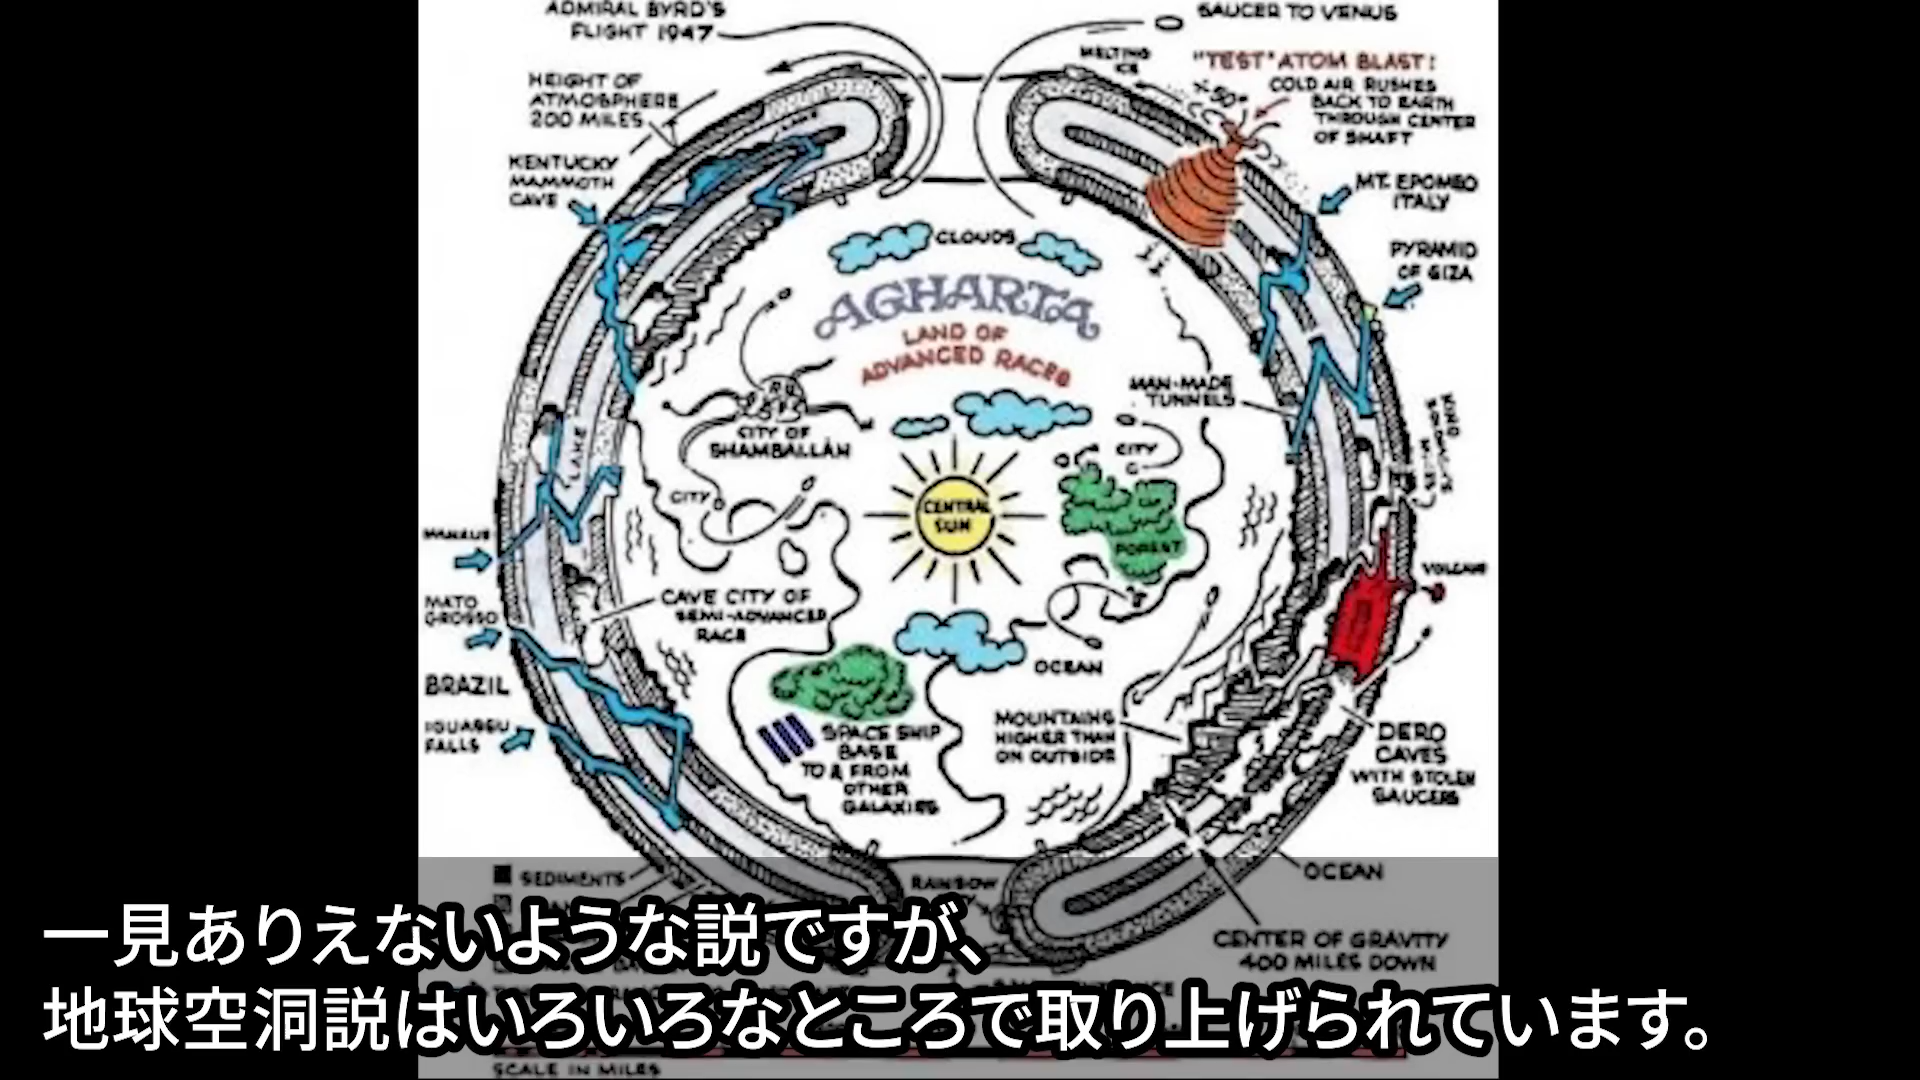 ADMIRAL BYRD'S
FLIGHT 1947
SAUCER TO VENUS
MELTING
ICE
"TEST" ATOM BLAST!
COLD AIR RUSHES
BACK TO EARTH
THROUGH CENTER
OF SHAFT
HEIGHT OF
ATMOSPHERE
200 MILES
KENTUCKY
MAMMOTH
CAVE
MT. EPOMEO
ITALY
PYRAMID
OF GIZA
CLOUDS
AGHARTA
LAND OF
ADVANCED RACES
MAN-MADE
TUNNELS
CITY OF
SHAMBALLAH
CITY
CITY
LAKE
CENTRAL
SUN
FOREST
MANAUS
MATO
GROSSO
BRAZIL
IGUASSU
FALLS
CAVE CITY OF
SEMI-ADVANCED
RACE
VOLCANO
OCEAN
SPACE SHIP
BASE
TO & FROM
OTHER
GALAXIES
MOUNTAINS
HIGHER THAN
ON OUTSIDE
DERO
CAVES
WITH STOLEN
SAUCERS
SEDIMENTS
RAINBOW
OCEAN
CENTER OF GRAVITY
400 MILES DOWN
一見ありえないような説ですが、
地球空洞説はいろいろなところで取り上げられています。
SCALE IN MILES